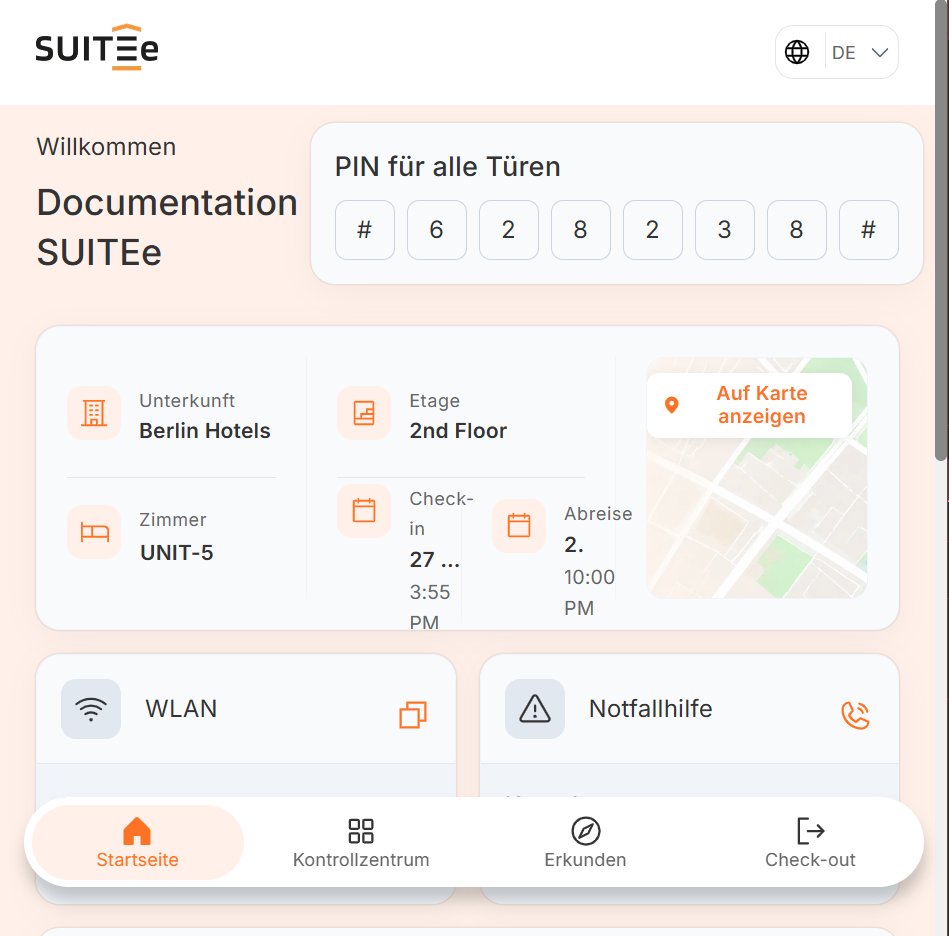 SUITEe
DE
Willkommen
Documentation
SUITEe
PIN für alle Türen
# 6 2 8 2 3 8 #
Unterkunft
Berlin Hotels
Etage
2nd Floor
Auf Karte
anzeigen
Zimmer
UNIT-5
Check-
in
27 ...
3:55
PM
Abreise
2.
10:00
PM
WLAN
Notfallhilfe
Startseite
Kontrollzentrum
Erkunden
Check-out